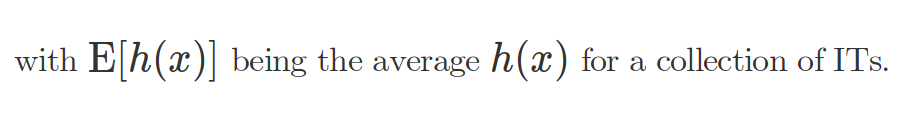 with E[h(x)] being the average h(x) for a collection of ITs.